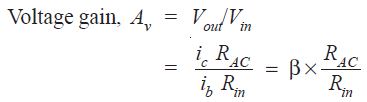 Voltage gain, A_v = V_out/V_in
= i_c R_AC / i_b R_in = β × R_AC / R_in